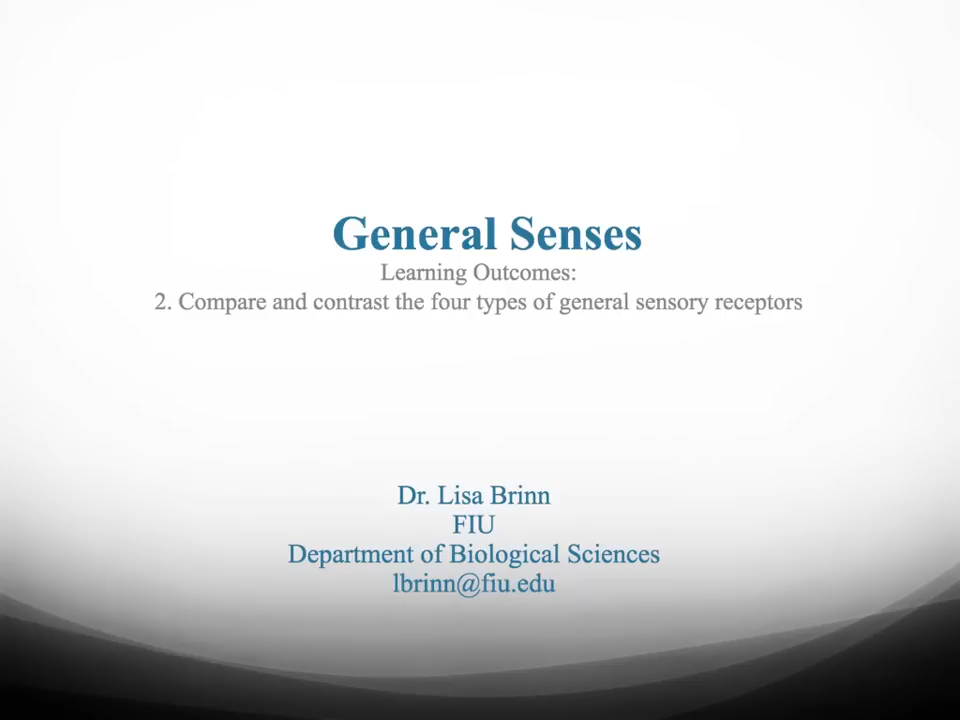 General Senses
Learning Outcomes:
2. Compare and contrast the four types of general sensory receptors
Dr. Lisa Brinn
FIU
Department of Biological Sciences
lbrinn@fiu.edu